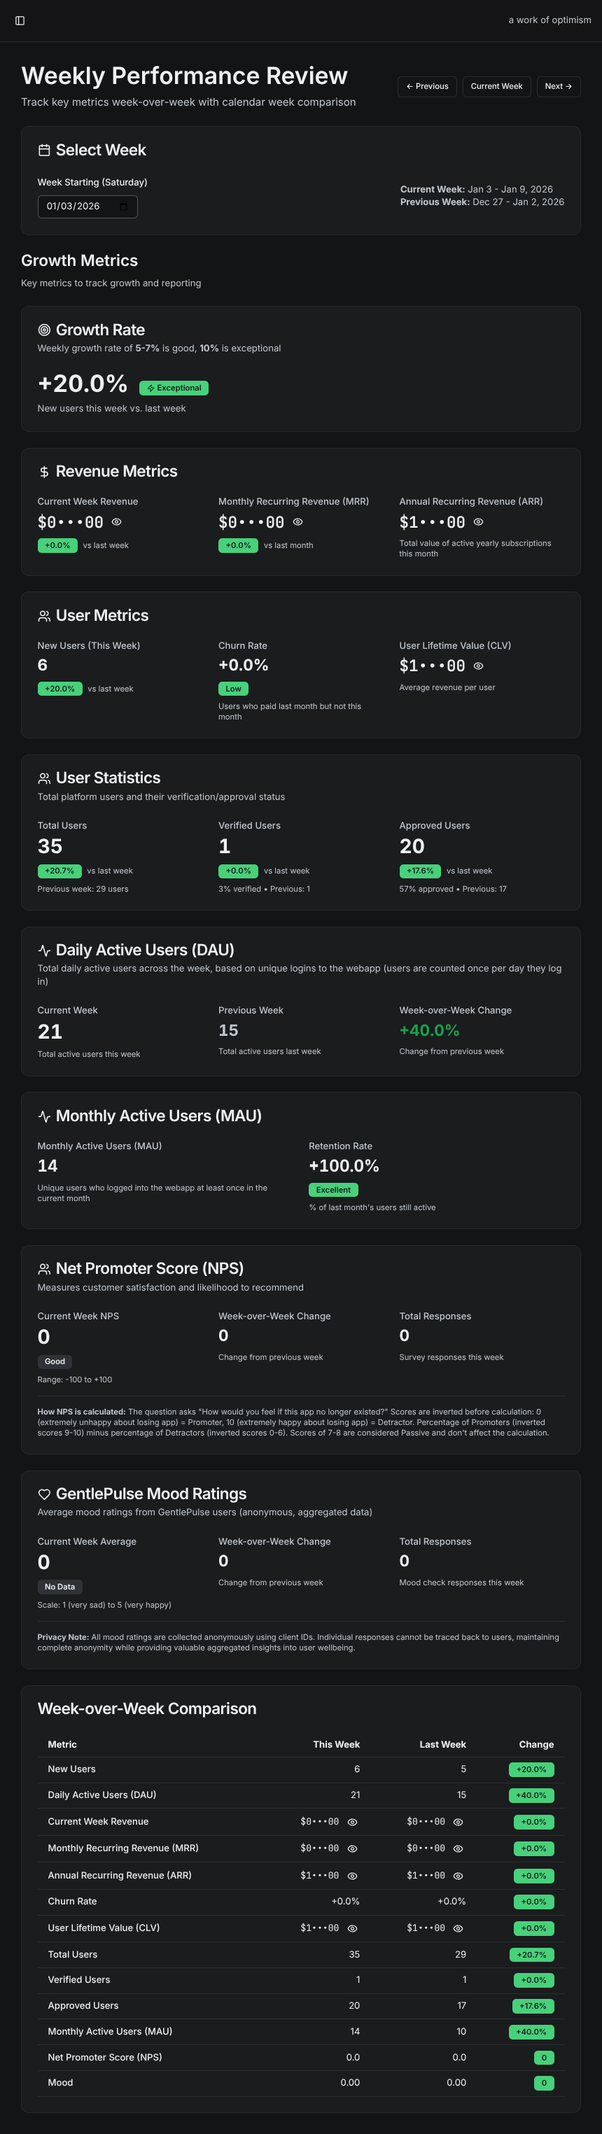 a work of optimism
Weekly Performance Review
Track key metrics week-over-week with calendar week comparison
← Previous
Current Week
Next →
Select Week
Week Starting (Saturday)
01/03/2026
Current Week: Jan 3 - Jan 9, 2026
Previous Week: Dec 27 - Jan 2, 2026
Growth Metrics
Key metrics to track growth and reporting
Growth Rate
Weekly growth rate of 5-7% is good, 10% is exceptional
+20.0% Exceptional
New users this week vs. last week
Revenue Metrics
Current Week Revenue
$0•••00
+0.0% vs last week
Monthly Recurring Revenue (MRR)
$0•••00
+0.0% vs last month
Annual Recurring Revenue (ARR)
$1•••00
Total value of active yearly subscriptions
this month
User Metrics
New Users (This Week)
6
+20.0% vs last week
Churn Rate
+0.0%
Low
Users who paid last month but not this
month
User Lifetime Value (CLV)
$1•••00
Average revenue per user
User Statistics
Total platform users and their verification/approval status
Total Users
35
+20.7% vs last week
Previous week: 29 users
Verified Users
1
+0.0% vs last week
3% verified • Previous: 1
Approved Users
20
+17.6% vs last week
57% approved • Previous: 17
Daily Active Users (DAU)
Total daily active users across the week, based on unique logins to the webapp (users are counted once per day they log
in)
Current Week
21
Total active users this week
Previous Week
15
Total active users last week
Week-over-Week Change
+40.0%
Change from previous week
Monthly Active Users (MAU)
Monthly Active Users (MAU)
14
Unique users who logged into the webapp at least once in the
current month
Retention Rate
+100.0%
Excellent
% of last month's users still active
Net Promoter Score (NPS)
Measures customer satisfaction and likelihood to recommend
Current Week NPS
0
Good
Range: -100 to +100
Week-over-Week Change
0
Change from previous week
Total Responses
0
Survey responses this week
How NPS is calculated: The question asks "How would you feel if this app no longer existed?" Scores are inverted before calculation: 0
(extremely unhappy about losing app) = Promoter, 10 (extremely happy about losing app) = Detractor. Percentage of Promoters (inverted
scores 9-10) minus percentage of Detractors (inverted scores 0-6). Scores of 7-8 are considered Passive and don't affect the calculation.
GentlePulse Mood Ratings
Average mood ratings from GentlePulse users (anonymous, aggregated data)
Current Week Average
0
No Data
Scale: 1 (very sad) to 5 (very happy)
Week-over-Week Change
0
Change from previous week
Total Responses
0
Mood check responses this week
Privacy Note: All mood ratings are collected anonymously using client IDs. Individual responses cannot be traced back to users, maintaining
complete anonymity while providing valuable aggregated insights into user wellbeing.
Week-over-Week Comparison
Metric This Week Last Week Change
New Users 6 5 +20.0%
Daily Active Users (DAU) 21 15 +40.0%
Current Week Revenue $0•••00 $0•••00 +0.0%
Monthly Recurring Revenue (MRR) $0•••00 $0•••00 +0.0%
Annual Recurring Revenue (ARR) $1•••00 $1•••00 +0.0%
Churn Rate +0.0% +0.0% +0.0%
User Lifetime Value (CLV) $1•••00 $1•••00 +0.0%
Total Users 35 29 +20.7%
Verified Users 1 1 +0.0%
Approved Users 20 17 +17.6%
Monthly Active Users (MAU) 14 10 +40.0%
Net Promoter Score (NPS) 0.0 0.0 0
Mood 0.00 0.00 0